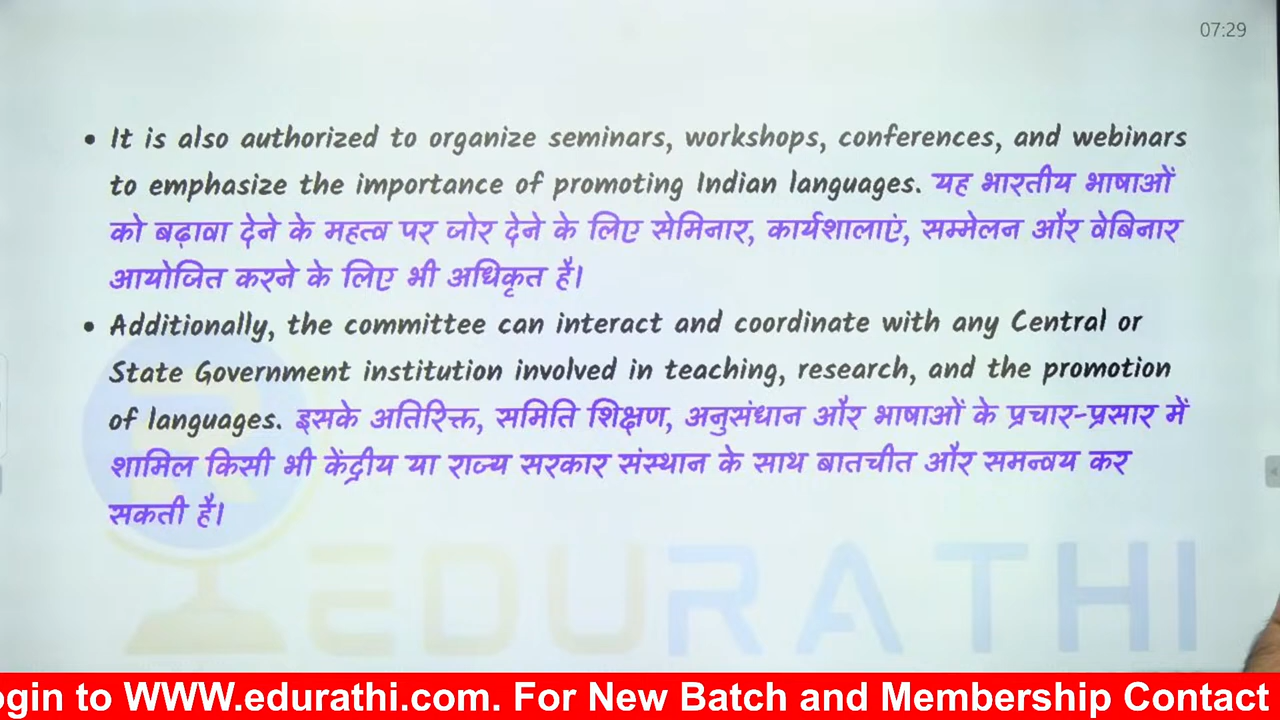 07:29
• It is also authorized to organize seminars, workshops, conferences, and webinars
to emphasize the importance of promoting Indian languages. यह भारतीय भाषाओं
को बढ़ावा देने के महत्व पर जोर देने के लिए सेमिनार, कार्यशालाएं, सम्मेलन और वेबिनार
आयोजित करने के लिए भी अधिकृत है।
• Additionally, the committee can interact and coordinate with any Central or
State Government institution involved in teaching, research, and the promotion
of languages. इसके अतिरिक्त, समिति शिक्षण, अनुसंधान और भाषाओं के प्रचार-प्रसार में
शामिल किसी भी केंद्रीय या राज्य सरकार संस्थान के साथ बातचीत और समन्वय कर
सकती है।
EDURATHI
ogin to WWW.edurathi.com. For New Batch and Membership Contact